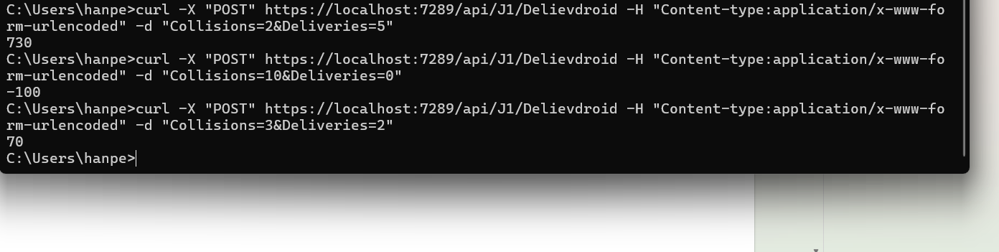 C:\Users\hanpe>curl -X "POST" https://localhost:7289/api/J1/Delievdroid -H "Content-type:application/x-www-fo
rm-urlencoded" -d "Collisions=2&Deliveries=5"
730
C:\Users\hanpe>curl -X "POST" https://localhost:7289/api/J1/Delievdroid -H "Content-type:application/x-www-fo
rm-urlencoded" -d "Collisions=10&Deliveries=0"
-100
C:\Users\hanpe>curl -X "POST" https://localhost:7289/api/J1/Delievdroid -H "Content-type:application/x-www-fo
rm-urlencoded" -d "Collisions=3&Deliveries=2"
70
C:\Users\hanpe>